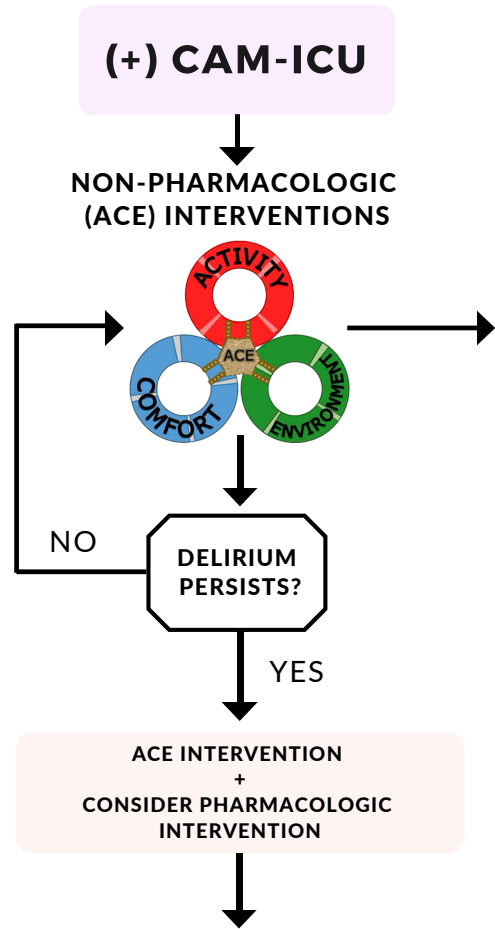 (+) CAM-ICU
NON-PHARMACOLOGIC
(ACE) INTERVENTIONS
ACTIVITY
ACE
COMFORT
ENVIRONMENT
DELIRIUM
PERSISTS?
NO
YES
ACE INTERVENTION
+
CONSIDER PHARMACOLOGIC
INTERVENTION